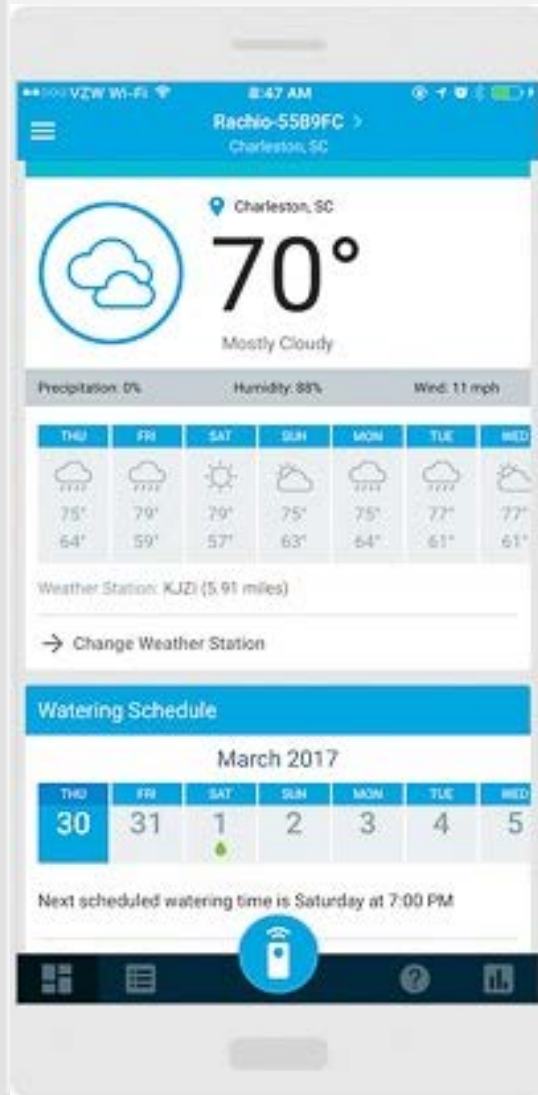 VZW Wi-Fi 8:47 AM
Rachio-55B9FC >
Charleston, SC
Charleston, SC
70°
Mostly Cloudy
Precipitation: 0% Humidity: 88% Wind: 11 mph
THU FRI SAT SUN MON TUE WED
75° 79° 79° 75° 75° 77° 77°
64° 59° 57° 63° 64° 61° 61°
Weather Station: KJZI (5.91 miles)
→ Change Weather Station
Watering Schedule
March 2017
THU FRI SAT SUN MON TUE WED
30 31 1 2 3 4 5
Next scheduled watering time is Saturday at 7:00 PM
?